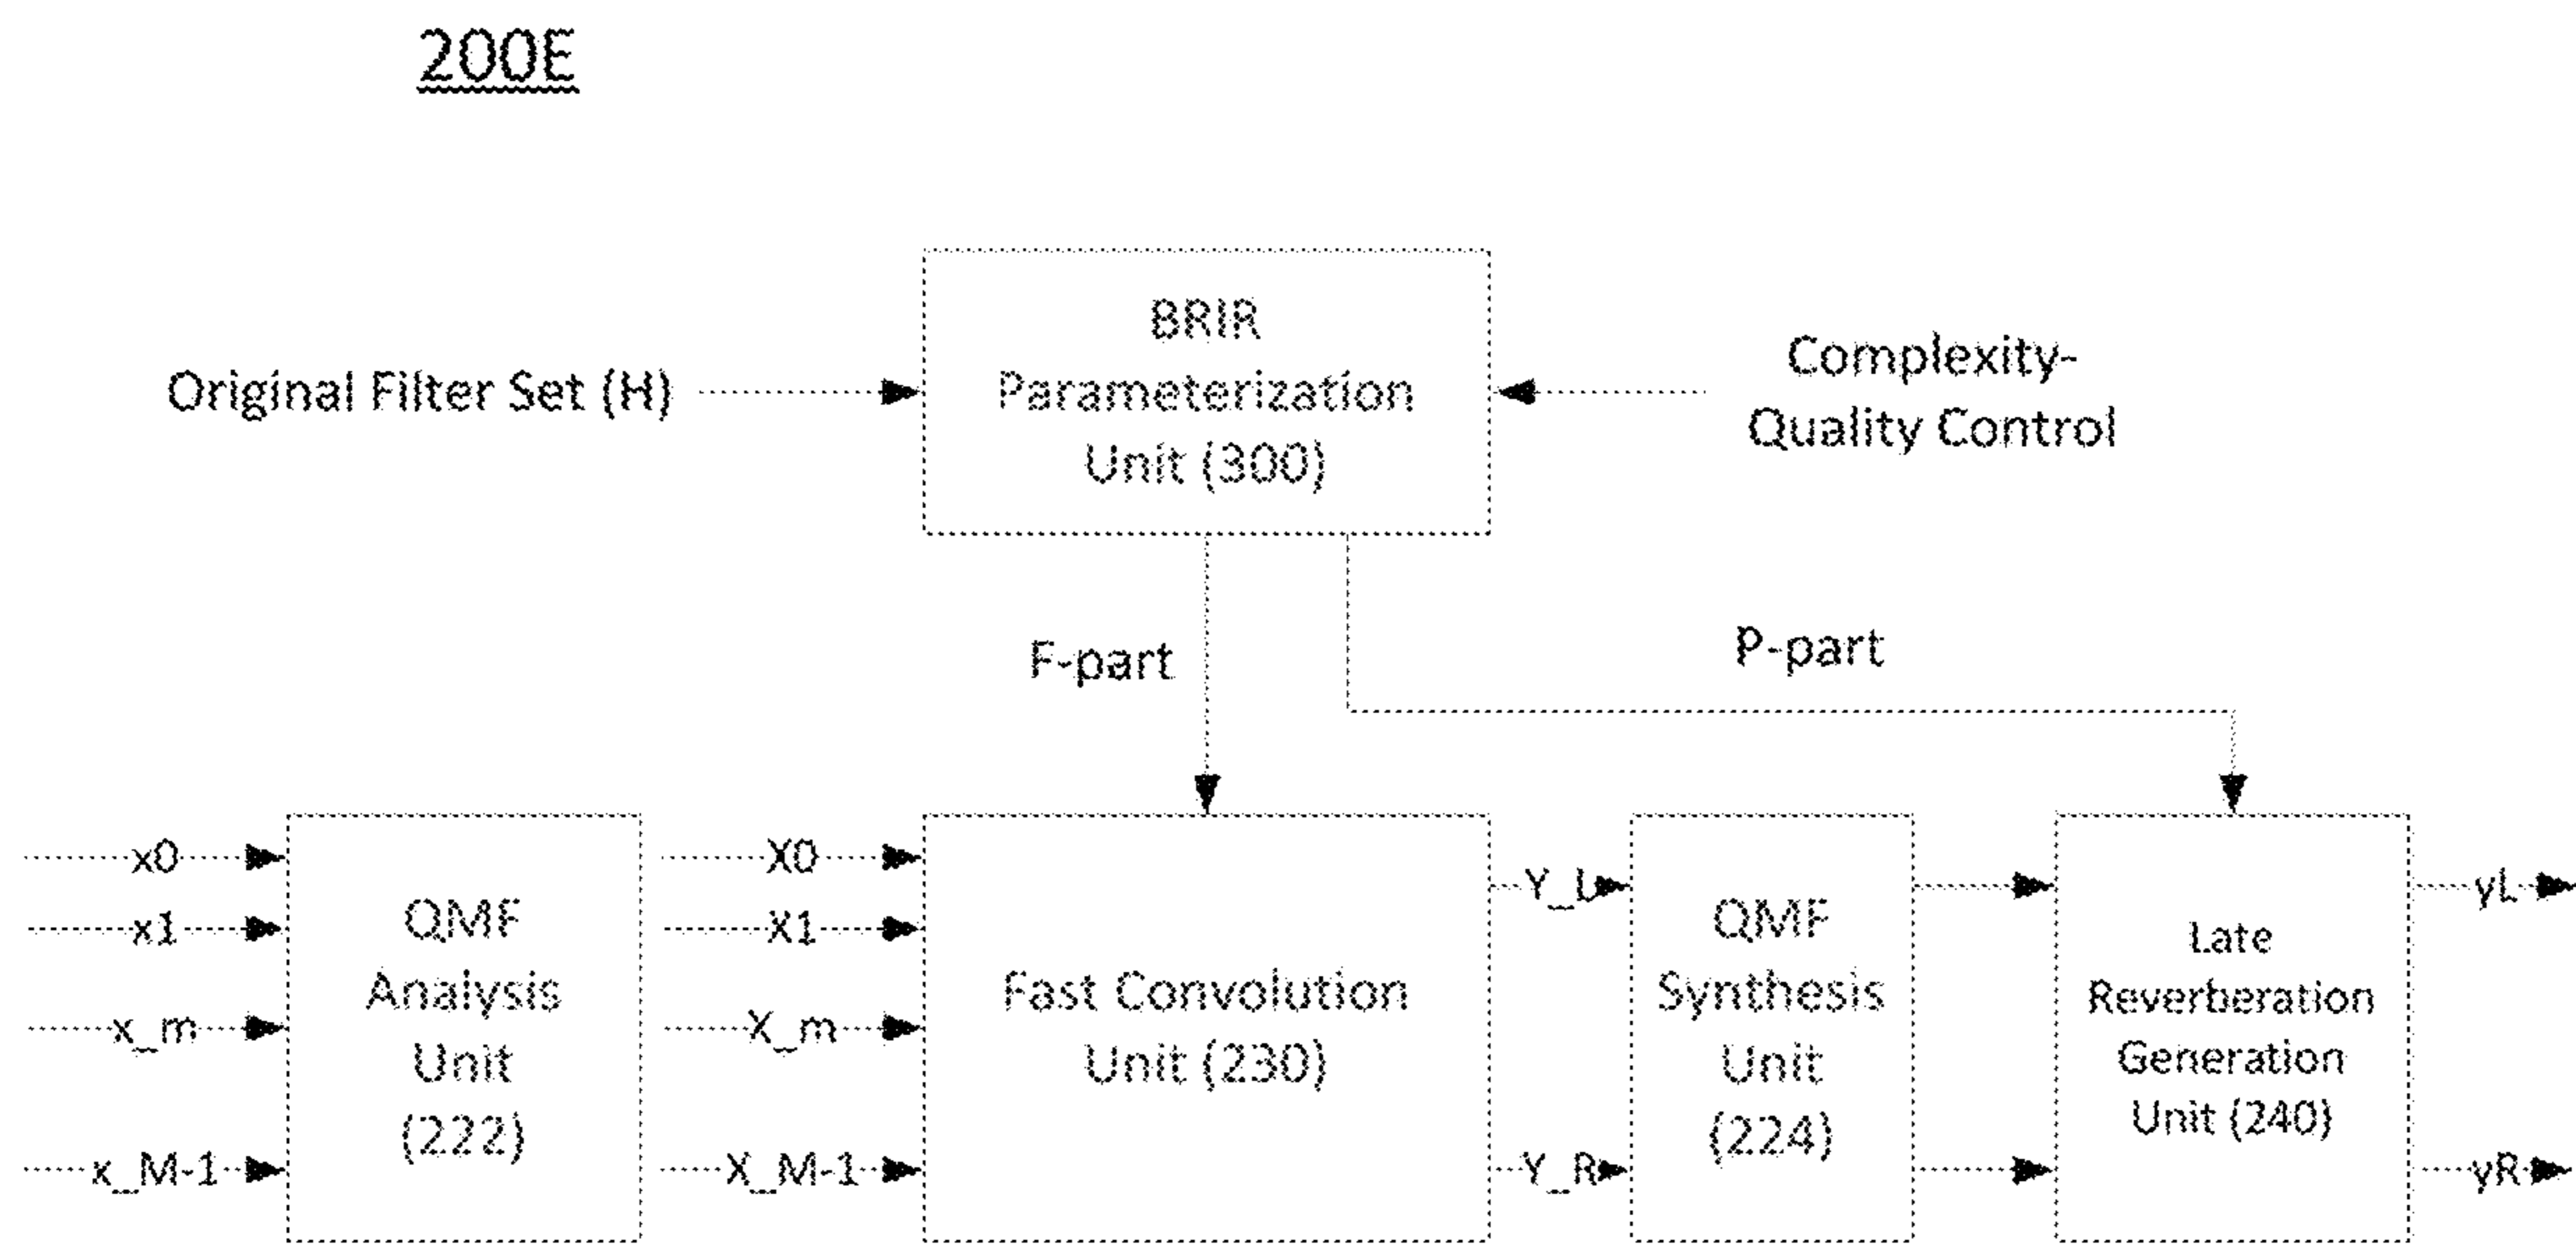 200E
BRIR
Parameterization
Unit (300)
Original Filter Set (H)
Complexity-
Quality Control
F-part
P-part
x0
x1
x_m
x_M-1
QMF
Analysis
Unit
(222)
X0
X1
X_m
X_M-1
Fast Convolution
Unit (230)
Y_L
Y_R
QMF
Synthesis
Unit
(224)
Late
Reverberation
Generation
Unit (240)
yL
yR